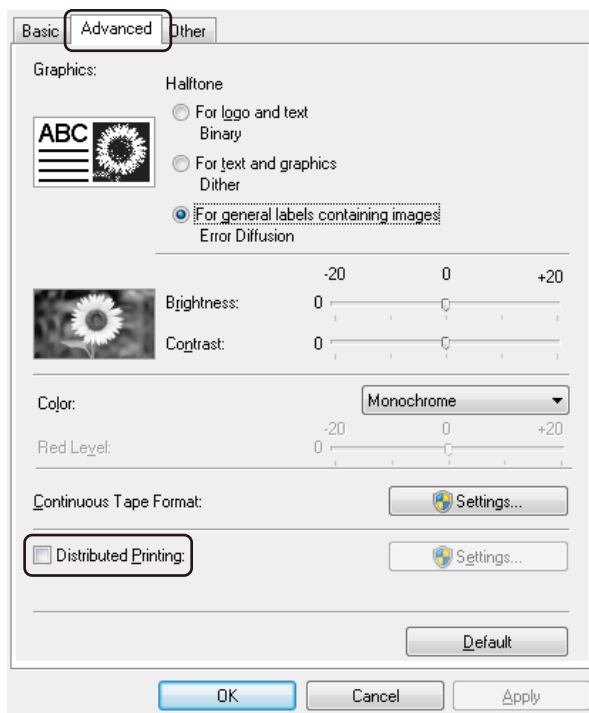 Basic Advanced Other
Graphics:
Halftone
ABC
For logo and text
Binary
For text and graphics
Dither
For general labels containing images
Error Diffusion
-20 0 +20
Brightness: 0
Contrast: 0
Color: Monochrome
-20 0 +20
Red Level: 0
Continuous Tape Format: Settings...
Distributed Printing: Settings...
Default
OK Cancel Apply